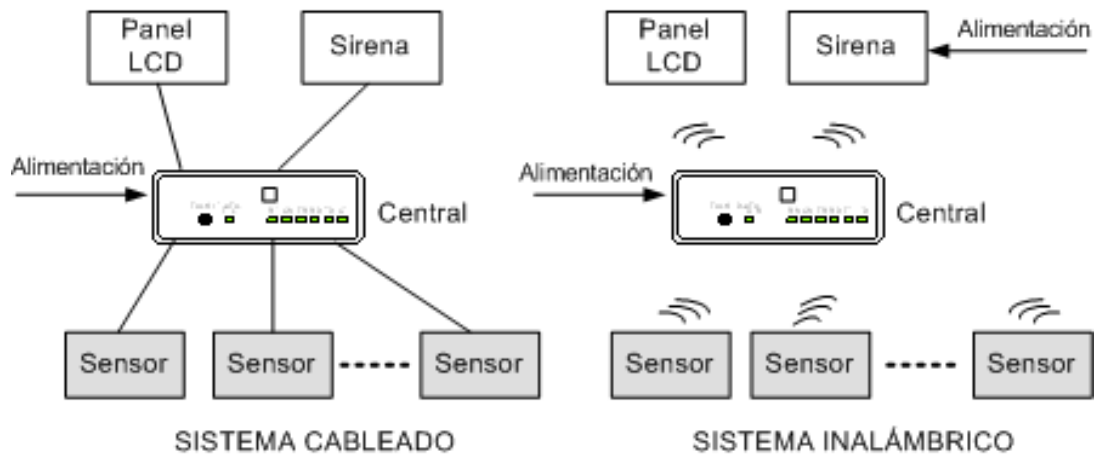 Panel
LCD
Sirena
Alimentación
Central
Sensor
Sensor
Sensor
SISTEMA CABLEADO
Panel
LCD
Sirena
Alimentación
Alimentación
Central
Sensor
Sensor
Sensor
SISTEMA INALÁMBRICO